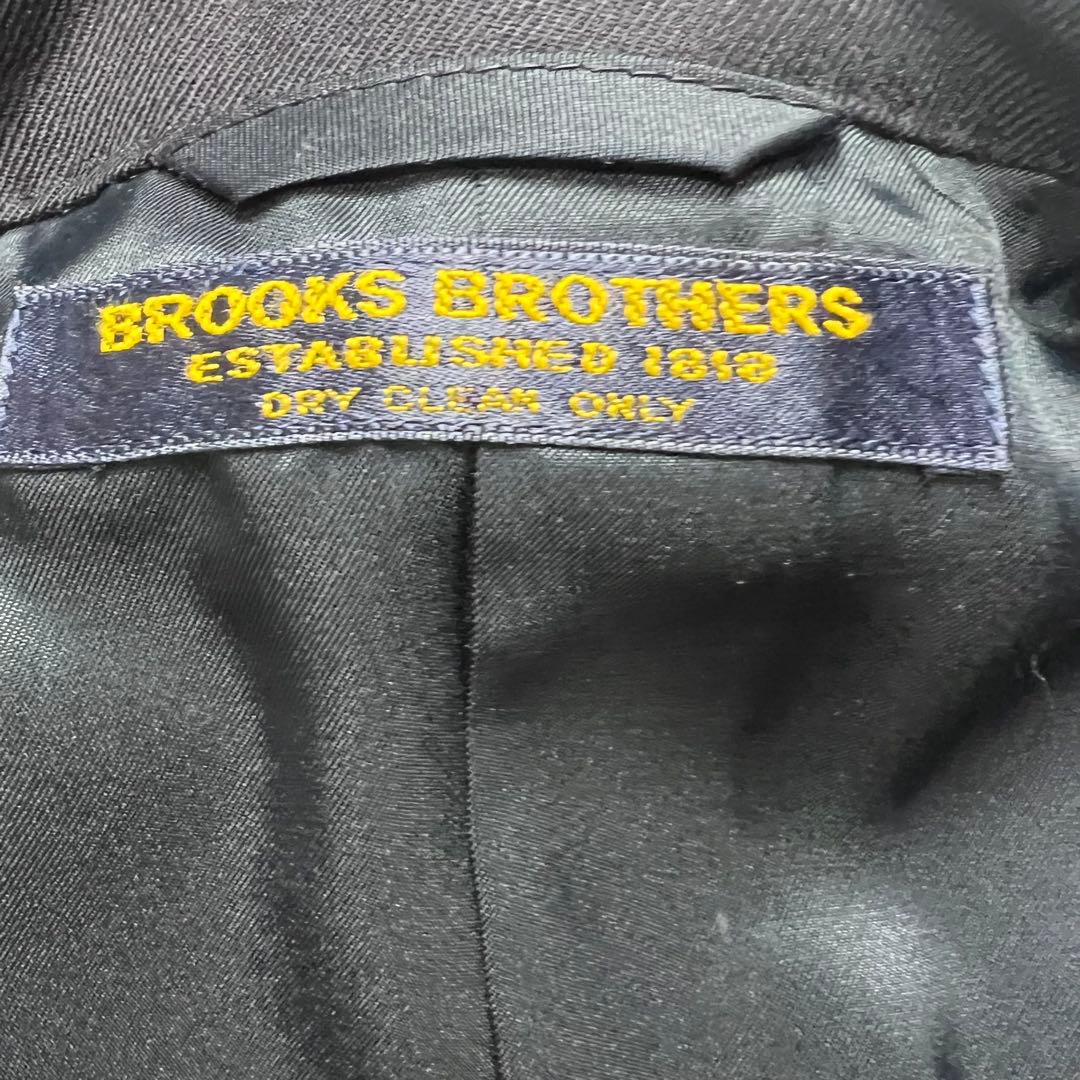 BROOKS BROTHERS
ESTABLISHED 1818
DRY CLEAN ONLY